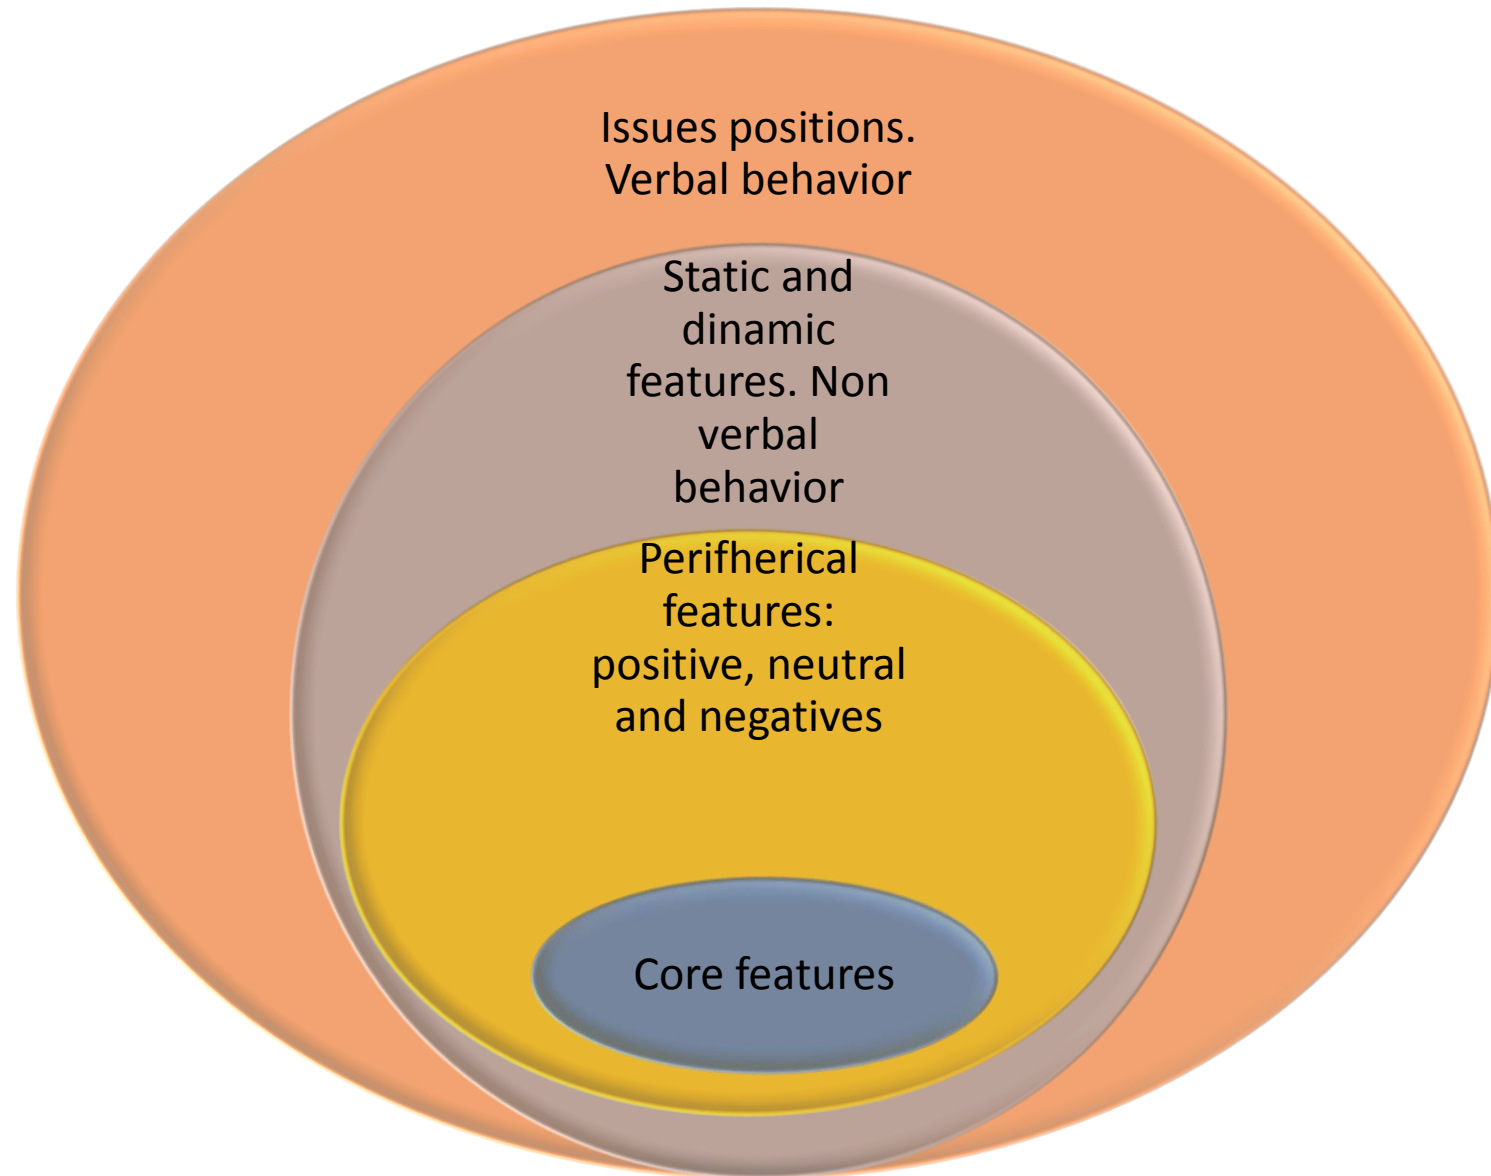 Issues positions.
Verbal behavior
Static and
dinamic
features. Non
verbal
behavior
Perifherical
features:
positive, neutral
and negatives
Core features